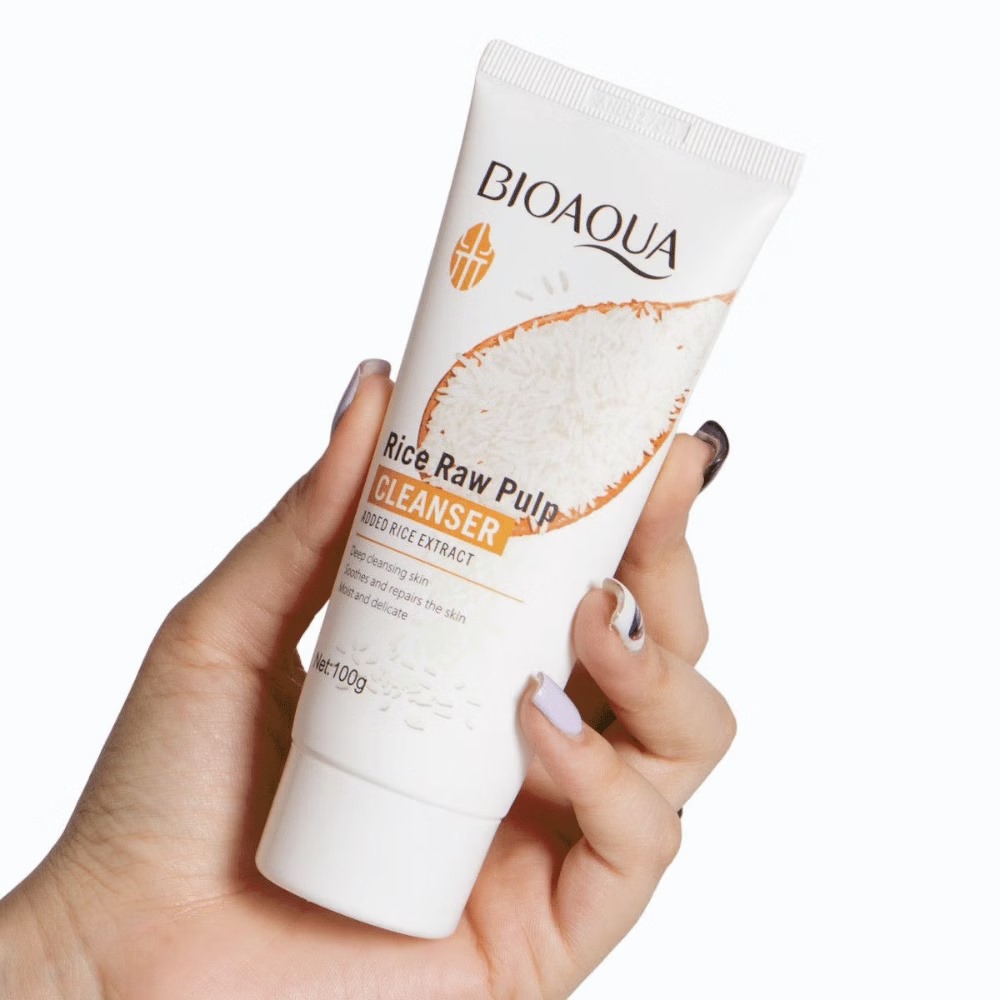 BIOAQUA
Rice Raw Pulp
CLEANSER
ADDED RICE EXTRACT
Deep cleansing skin
Soothes and repairs the skin
Moist and delicate
Net:100g